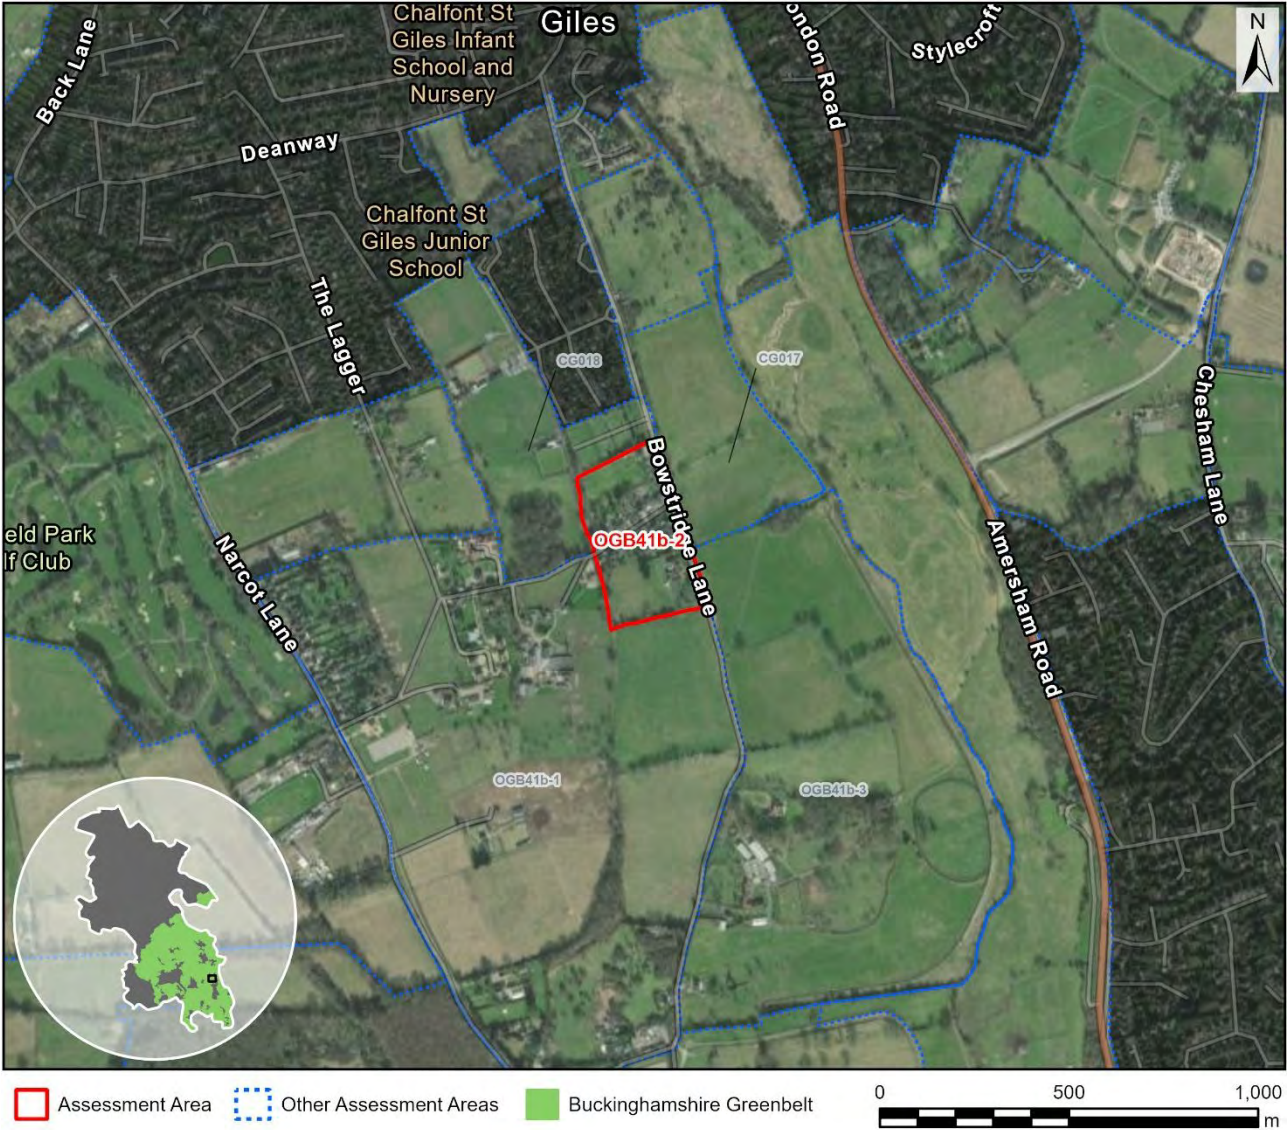 Chalfont St
Giles Infant
School and
Nursery
Giles
London Road
Stylecroft
N
Back Lane
Deanway
Chalfont St
Giles Junior
School
The Lagger
CG018
CG017
Chesham Lane
Bowstridge Lane
OGB41b-2
eld Park
lf Club
Narcot Lane
Amersham Road
OGB41b-1
OGB41b-3
Assessment Area
Other Assessment Areas
Buckinghamshire Greenbelt
0 500 1,000
m